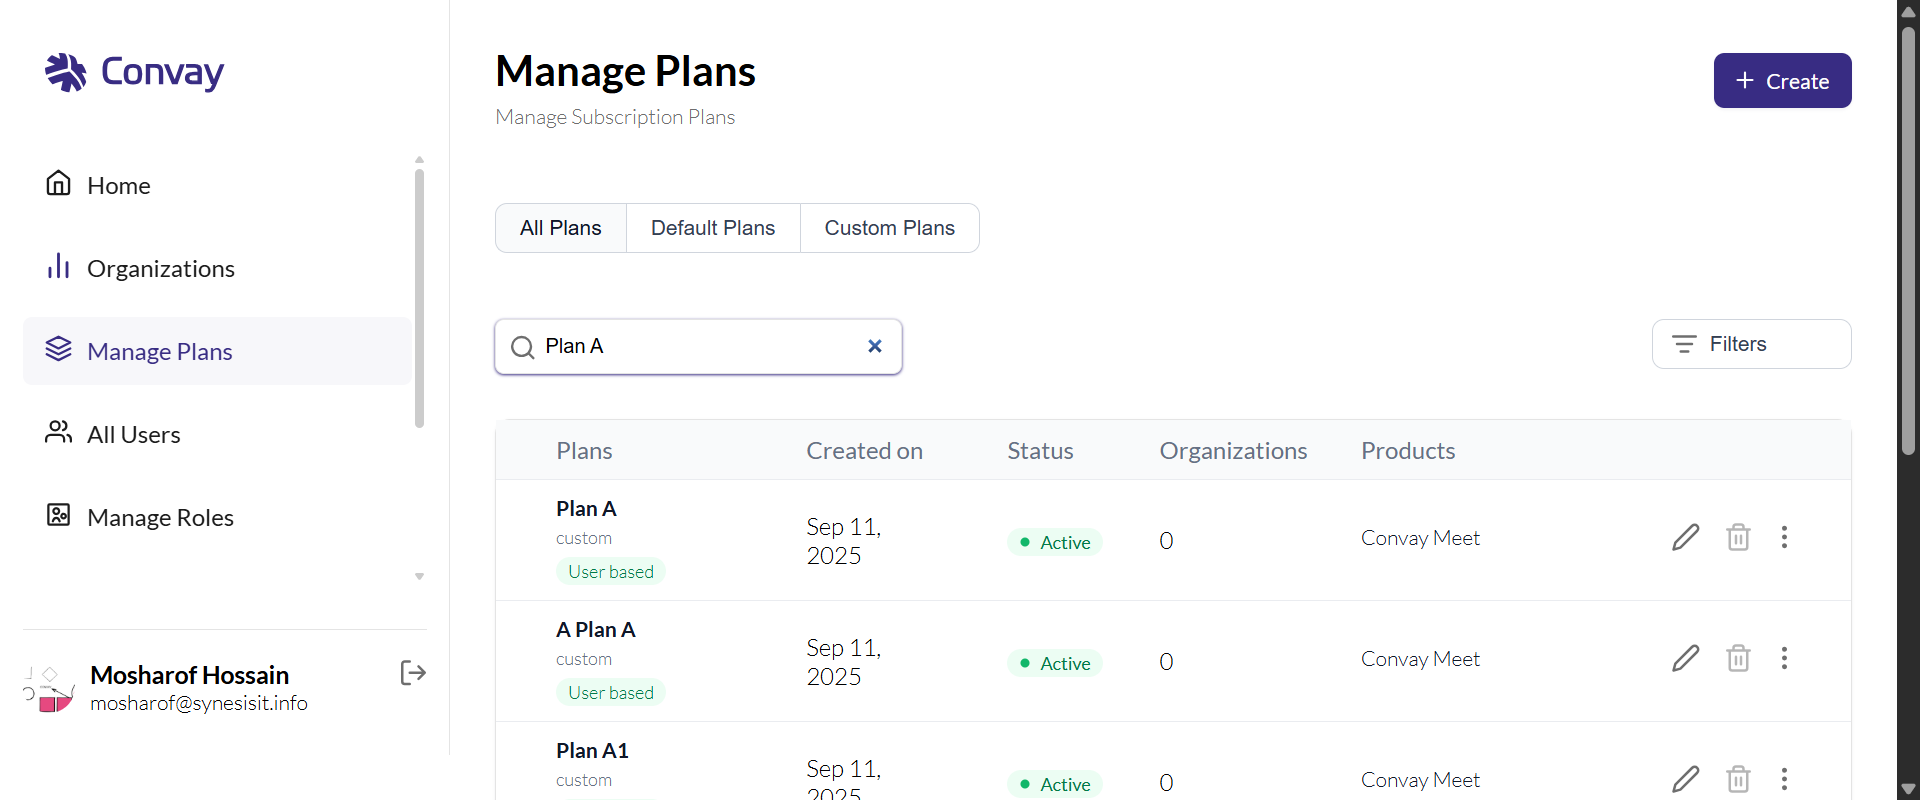 Convay
Home
Organizations
Manage Plans
All Users
Manage Roles
Mosharof Hossain
mosharof@synesisit.info
Manage Plans
Manage Subscription Plans
+ Create
All Plans Default Plans Custom Plans
Plan A
Filters
Plans Created on Status Organizations Products
Plan A
custom
User based
Sep 11,
2025
Active
0
Convay Meet
A Plan A
custom
User based
Sep 11,
2025
Active
0
Convay Meet
Plan A1
custom
Sep 11,
2025
Active
0
Convay Meet